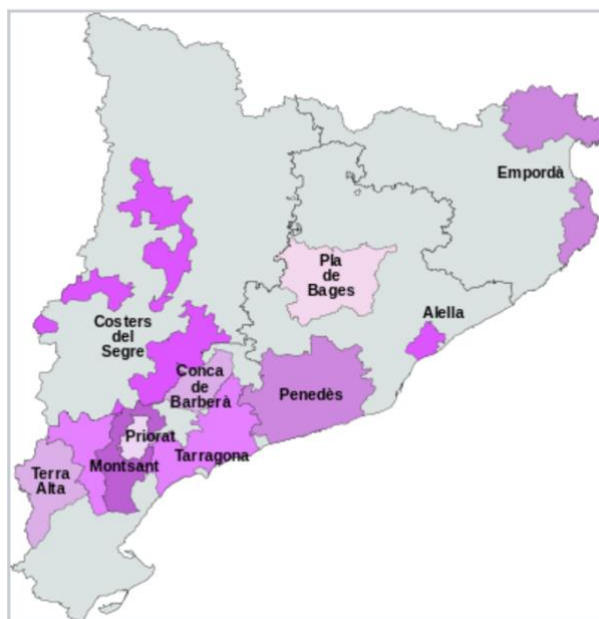 Empordà
Pla
de
Bages
Alella
Costers
del
Segre
Conca
de
Barberà
Penedès
Priorat
Tarragona
Montsant
Terra
Alta